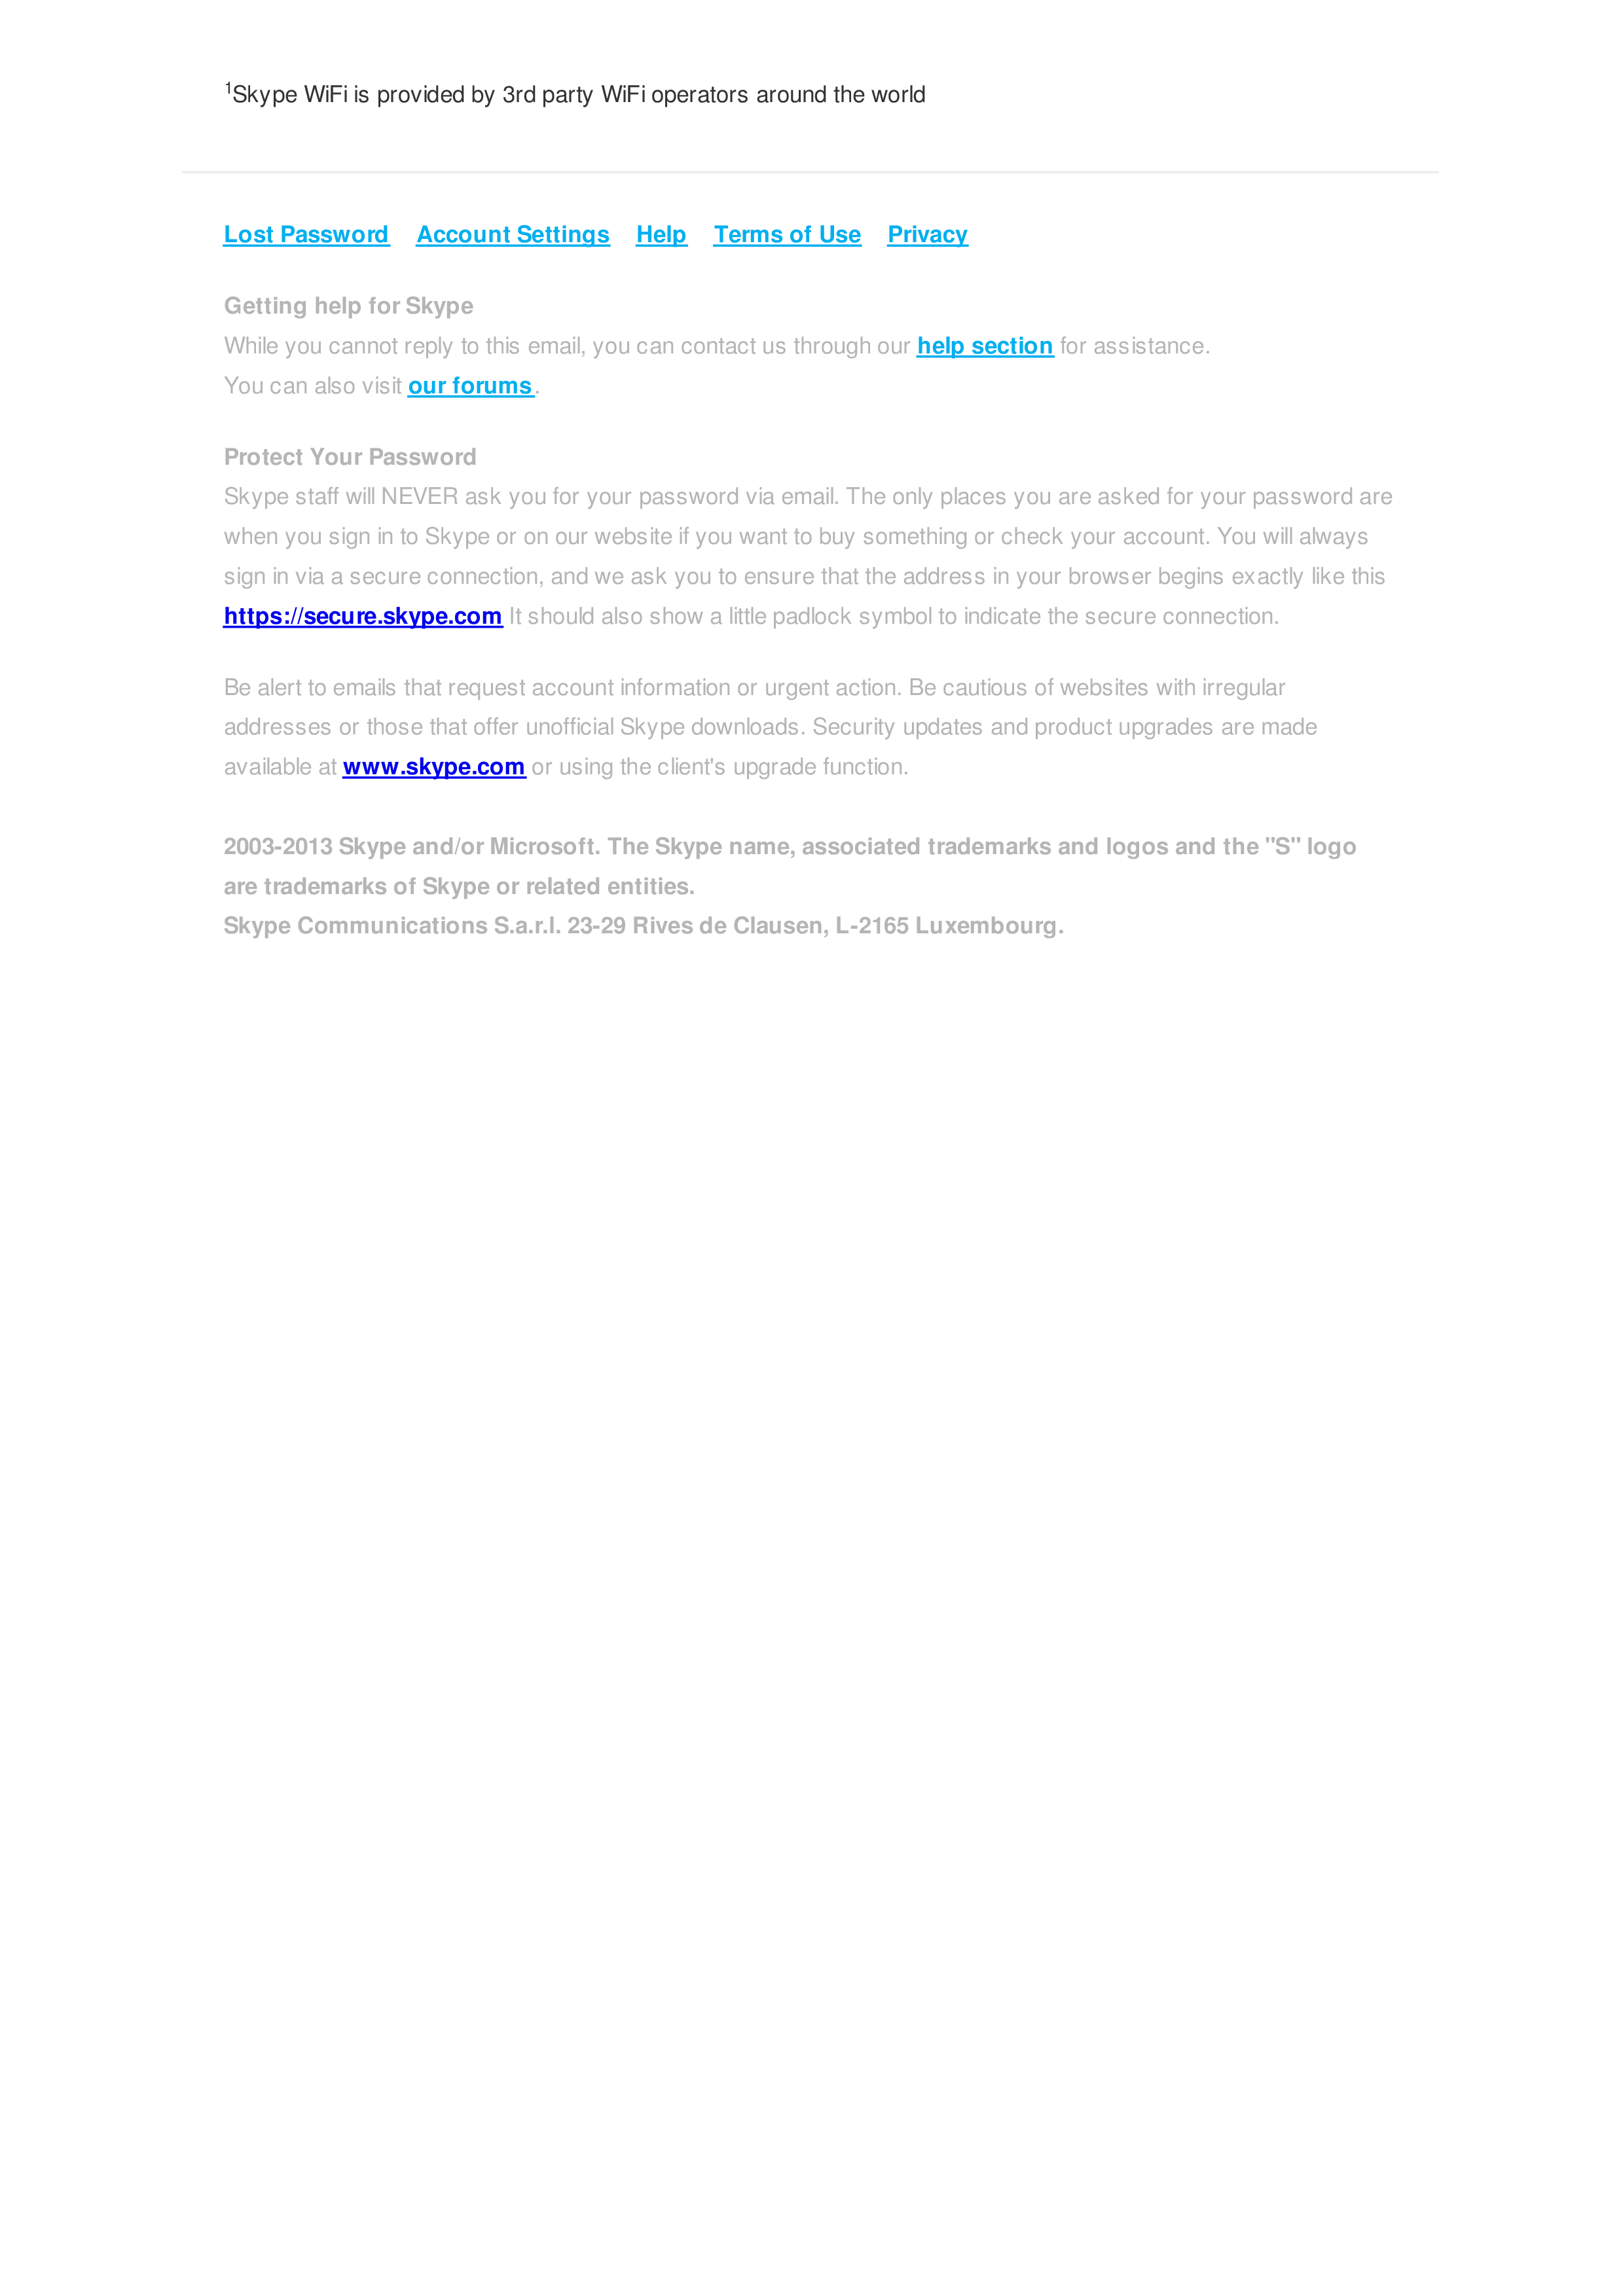 ¹Skype WiFi is provided by 3rd party WiFi operators around the world
Lost Password Account Settings Help Terms of Use Privacy
Getting help for Skype
While you cannot reply to this email, you can contact us through our help section for assistance.
You can also visit our forums.
Protect Your Password
Skype staff will NEVER ask you for your password via email. The only places you are asked for your password are
when you sign in to Skype or on our website if you want to buy something or check your account. You will always
sign in via a secure connection, and we ask you to ensure that the address in your browser begins exactly like this
https://secure.skype.com It should also show a little padlock symbol to indicate the secure connection.
Be alert to emails that request account information or urgent action. Be cautious of websites with irregular
addresses or those that offer unofficial Skype downloads. Security updates and product upgrades are made
available at www.skype.com or using the client's upgrade function.
2003-2013 Skype and/or Microsoft. The Skype name, associated trademarks and logos and the "S" logo
are trademarks of Skype or related entities.
Skype Communications S.a.r.l. 23-29 Rives de Clausen, L-2165 Luxembourg.